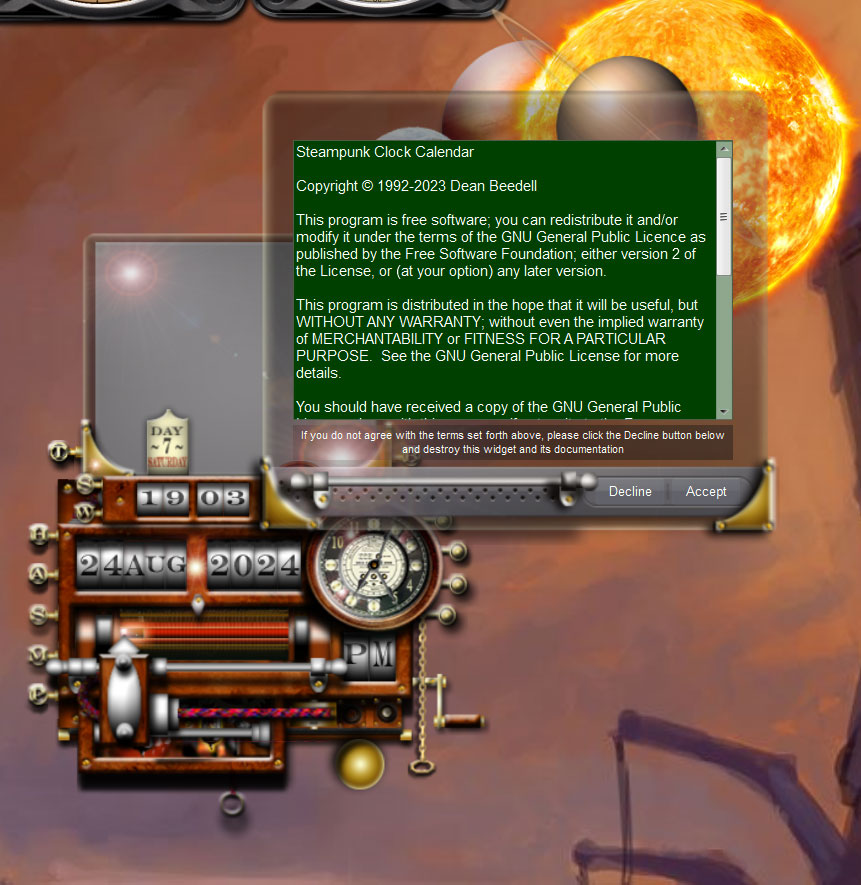 Steampunk Clock Calendar
Copyright © 1992-2023 Dean Beedell
This program is free software; you can redistribute it and/or
modify it under the terms of the GNU General Public Licence as
published by the Free Software Foundation; either version 2 of
the License, or (at your option) any later version.
This program is distributed in the hope that it will be useful, but
WITHOUT ANY WARRANTY; without even the implied warranty
of MERCHANTABILITY or FITNESS FOR A PARTICULAR
PURPOSE.  See the GNU General Public License for more
details.
You should have received a copy of the GNU General Public
If you do not agree with the terms set forth above, please click the Decline button below
and destroy this widget and its documentation
Decline Accept
DAY
~7~
SATURDAY
T
S
W
19 03
H
24 AUG 2024
A
S
M
PM
P
10